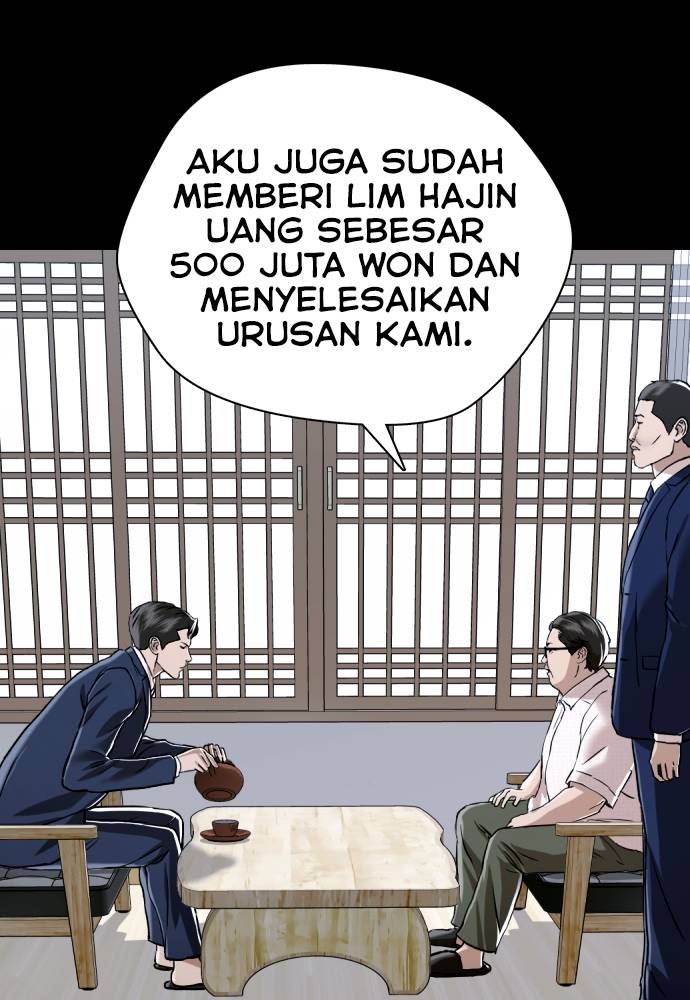 AKU JUGA SUDAH
MEMBERI LIM HAJIN
UANG SEBESAR
500 JUTA WON DAN
MENYELESAIKAN
URUSAN KAMI.